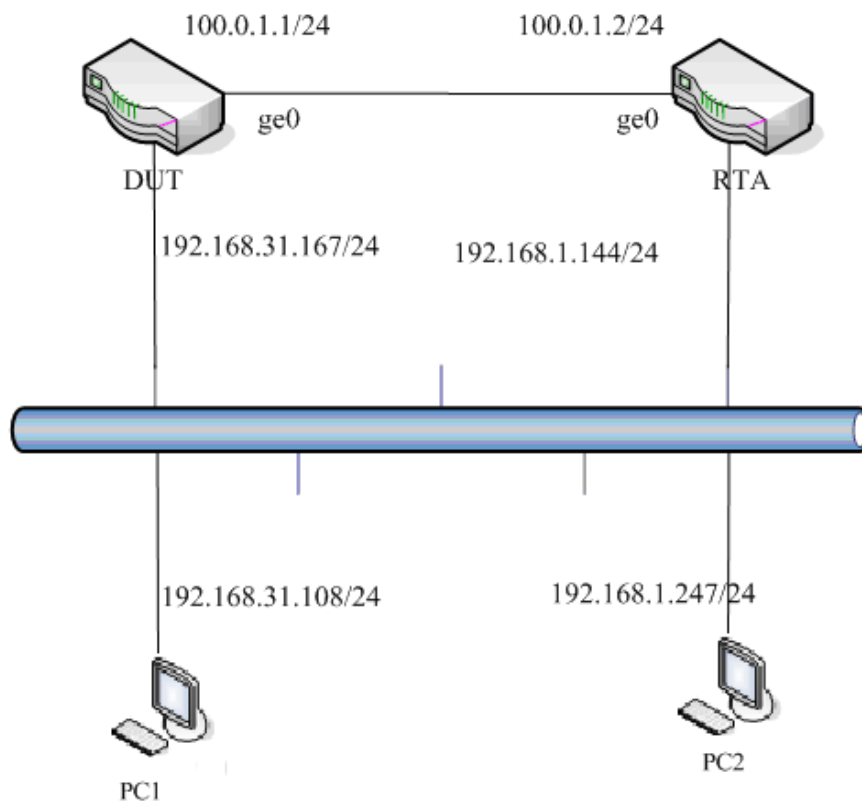 100.0.1.1/24
100.0.1.2/24
ge0
ge0
DUT
RTA
192.168.31.167/24
192.168.1.144/24
192.168.31.108/24
192.168.1.247/24
PC1
PC2